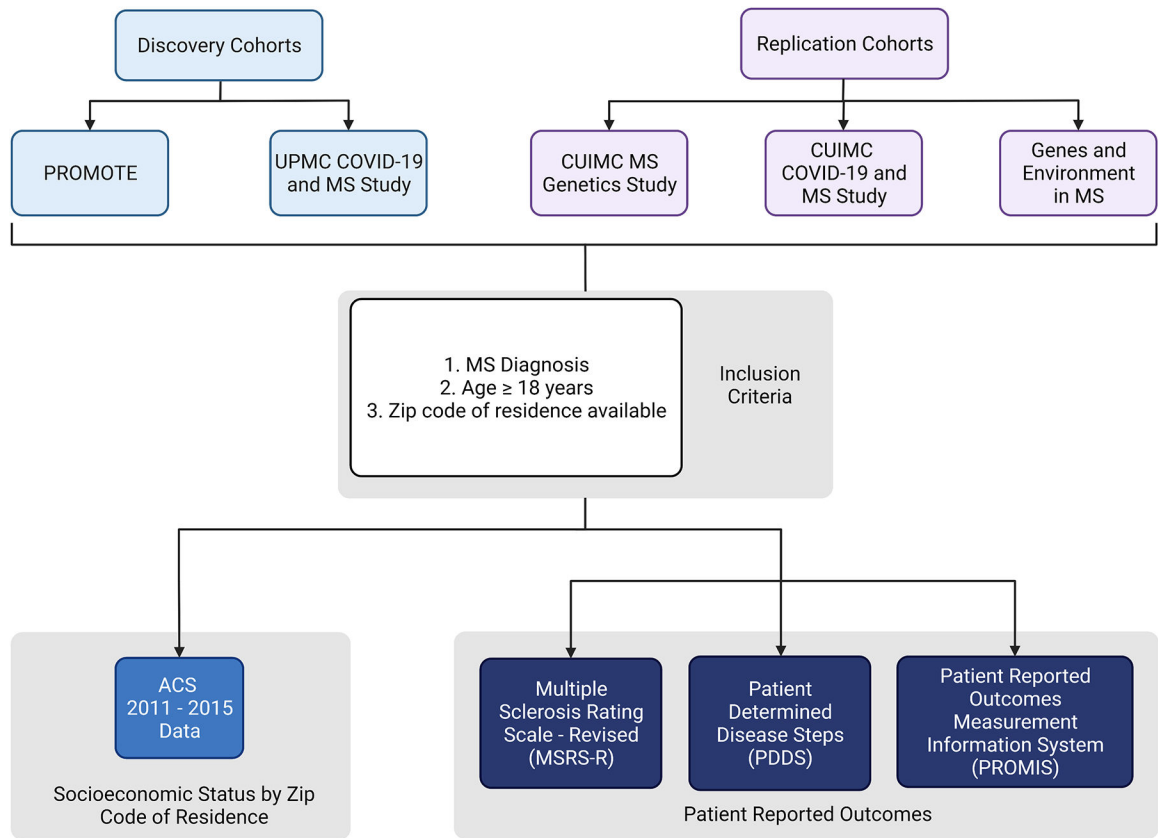 Discovery Cohorts
Replication Cohorts
PROMOTE
UPMC COVID-19
and MS Study
CUIMC MS
Genetics Study
CUIMC
COVID-19 and
MS Study
Genes and
Environment
in MS
1. MS Diagnosis
2. Age ≥ 18 years
3. Zip code of residence available
Inclusion
Criteria
ACS
2011 - 2015
Data
Socioeconomic Status by Zip
Code of Residence
Multiple
Sclerosis Rating
Scale - Revised
(MSRS-R)
Patient
Determined
Disease Steps
(PDDS)
Patient Reported
Outcomes
Measurement
Information System
(PROMIS)
Patient Reported Outcomes